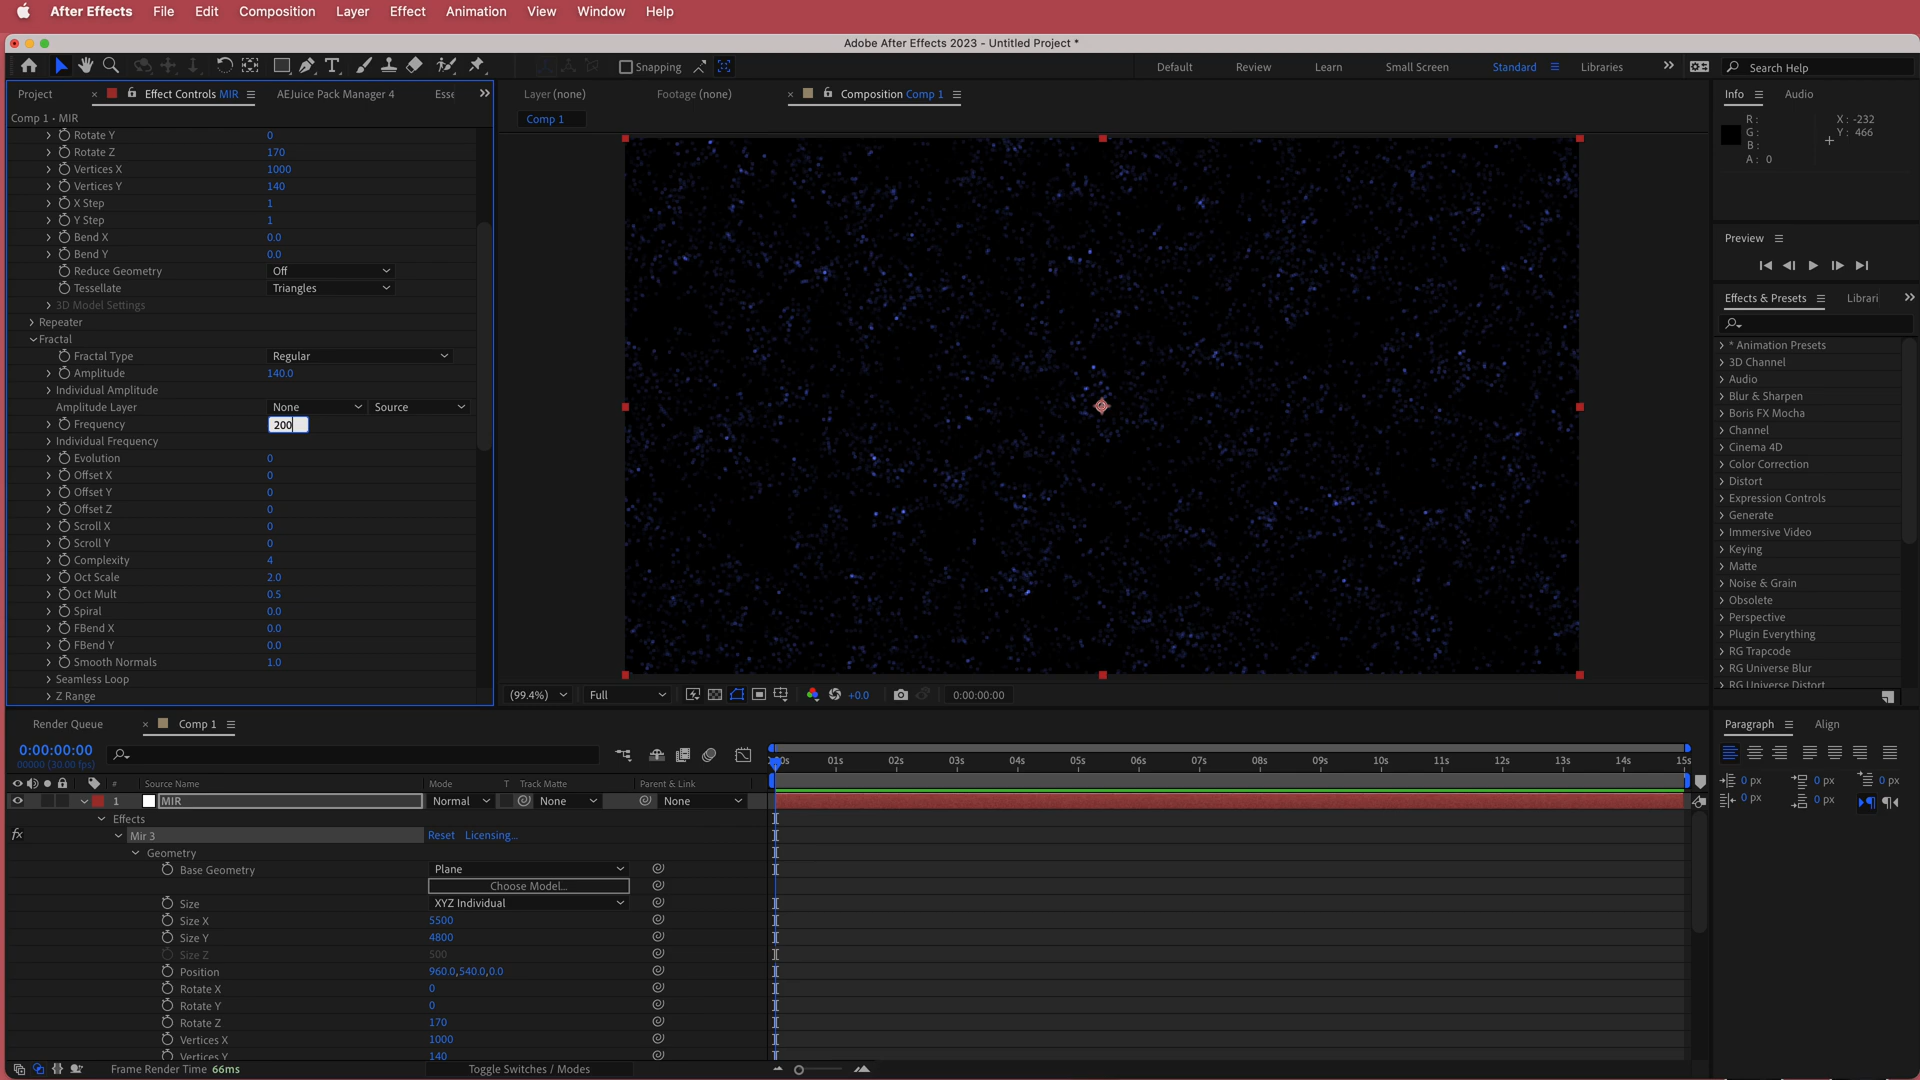 After Effects File Edit Composition Layer Effect Animation View Window Help
Adobe After Effects 2023 - Untitled Project *
Snapping Default Review Learn Small Screen Standard Libraries Search Help
Project Effect Controls MIR AEJuice Pack Manager 4 Esse
Comp 1 • MIR
Rotate Y 0
Rotate Z 170
Vertices X 1000
Vertices Y 140
X Step 1
Y Step 1
Bend X 0.0
Bend Y 0.0
Reduce Geometry Off
Tessellate Triangles
3D Model Settings
Repeater
Fractal
Fractal Type Regular
Amplitude 140.0
Individual Amplitude
Amplitude Layer None Source
Frequency 200
Individual Frequency
Evolution 0
Offset X 0
Offset Y 0
Offset Z 0
Scroll X 0
Scroll Y 0
Complexity 4
Oct Scale 2.0
Oct Mult 0.5
Spiral 0.0
FBend X 0.0
FBend Y 0.0
Smooth Normals 1.0
Seamless Loop
Z Range
Layer (none) Footage (none) Composition Comp 1
Comp 1
(99.4%) Full +0.0 0:00:00:00
Info Audio
R :
G :
B :
A : 0
X : -232
Y : 466
Preview
Effects & Presets Librari
* Animation Presets
3D Channel
Audio
Blur & Sharpen
Boris FX Mocha
Channel
Cinema 4D
Color Correction
Distort
Expression Controls
Generate
Immersive Video
Keying
Matte
Noise & Grain
Obsolete
Perspective
Plugin Everything
RG Trapcode
RG Universe Blur
RG Universe Distort
Render Queue Comp 1
0:00:00:00
00000 (30.00 fps)
# Source Name Mode T Track Matte Parent & Link
:00s 01s 02s 03s 04s 05s 06s 07s 08s 09s 10s 11s 12s 13s 14s 15s
1 MIR Normal None None
Effects
fx Mir 3 Reset Licensing...
Geometry
Base Geometry Plane
Choose Model...
Size XYZ Individual
Size X 5500
Size Y 4800
Size Z 500
Position 960.0,540.0,0.0
Rotate X 0
Rotate Y 0
Rotate Z 170
Vertices X 1000
Vertices Y 140
Frame Render Time 66ms Toggle Switches / Modes
Paragraph Align
0 px 0 px 0 px
0 px 0 px